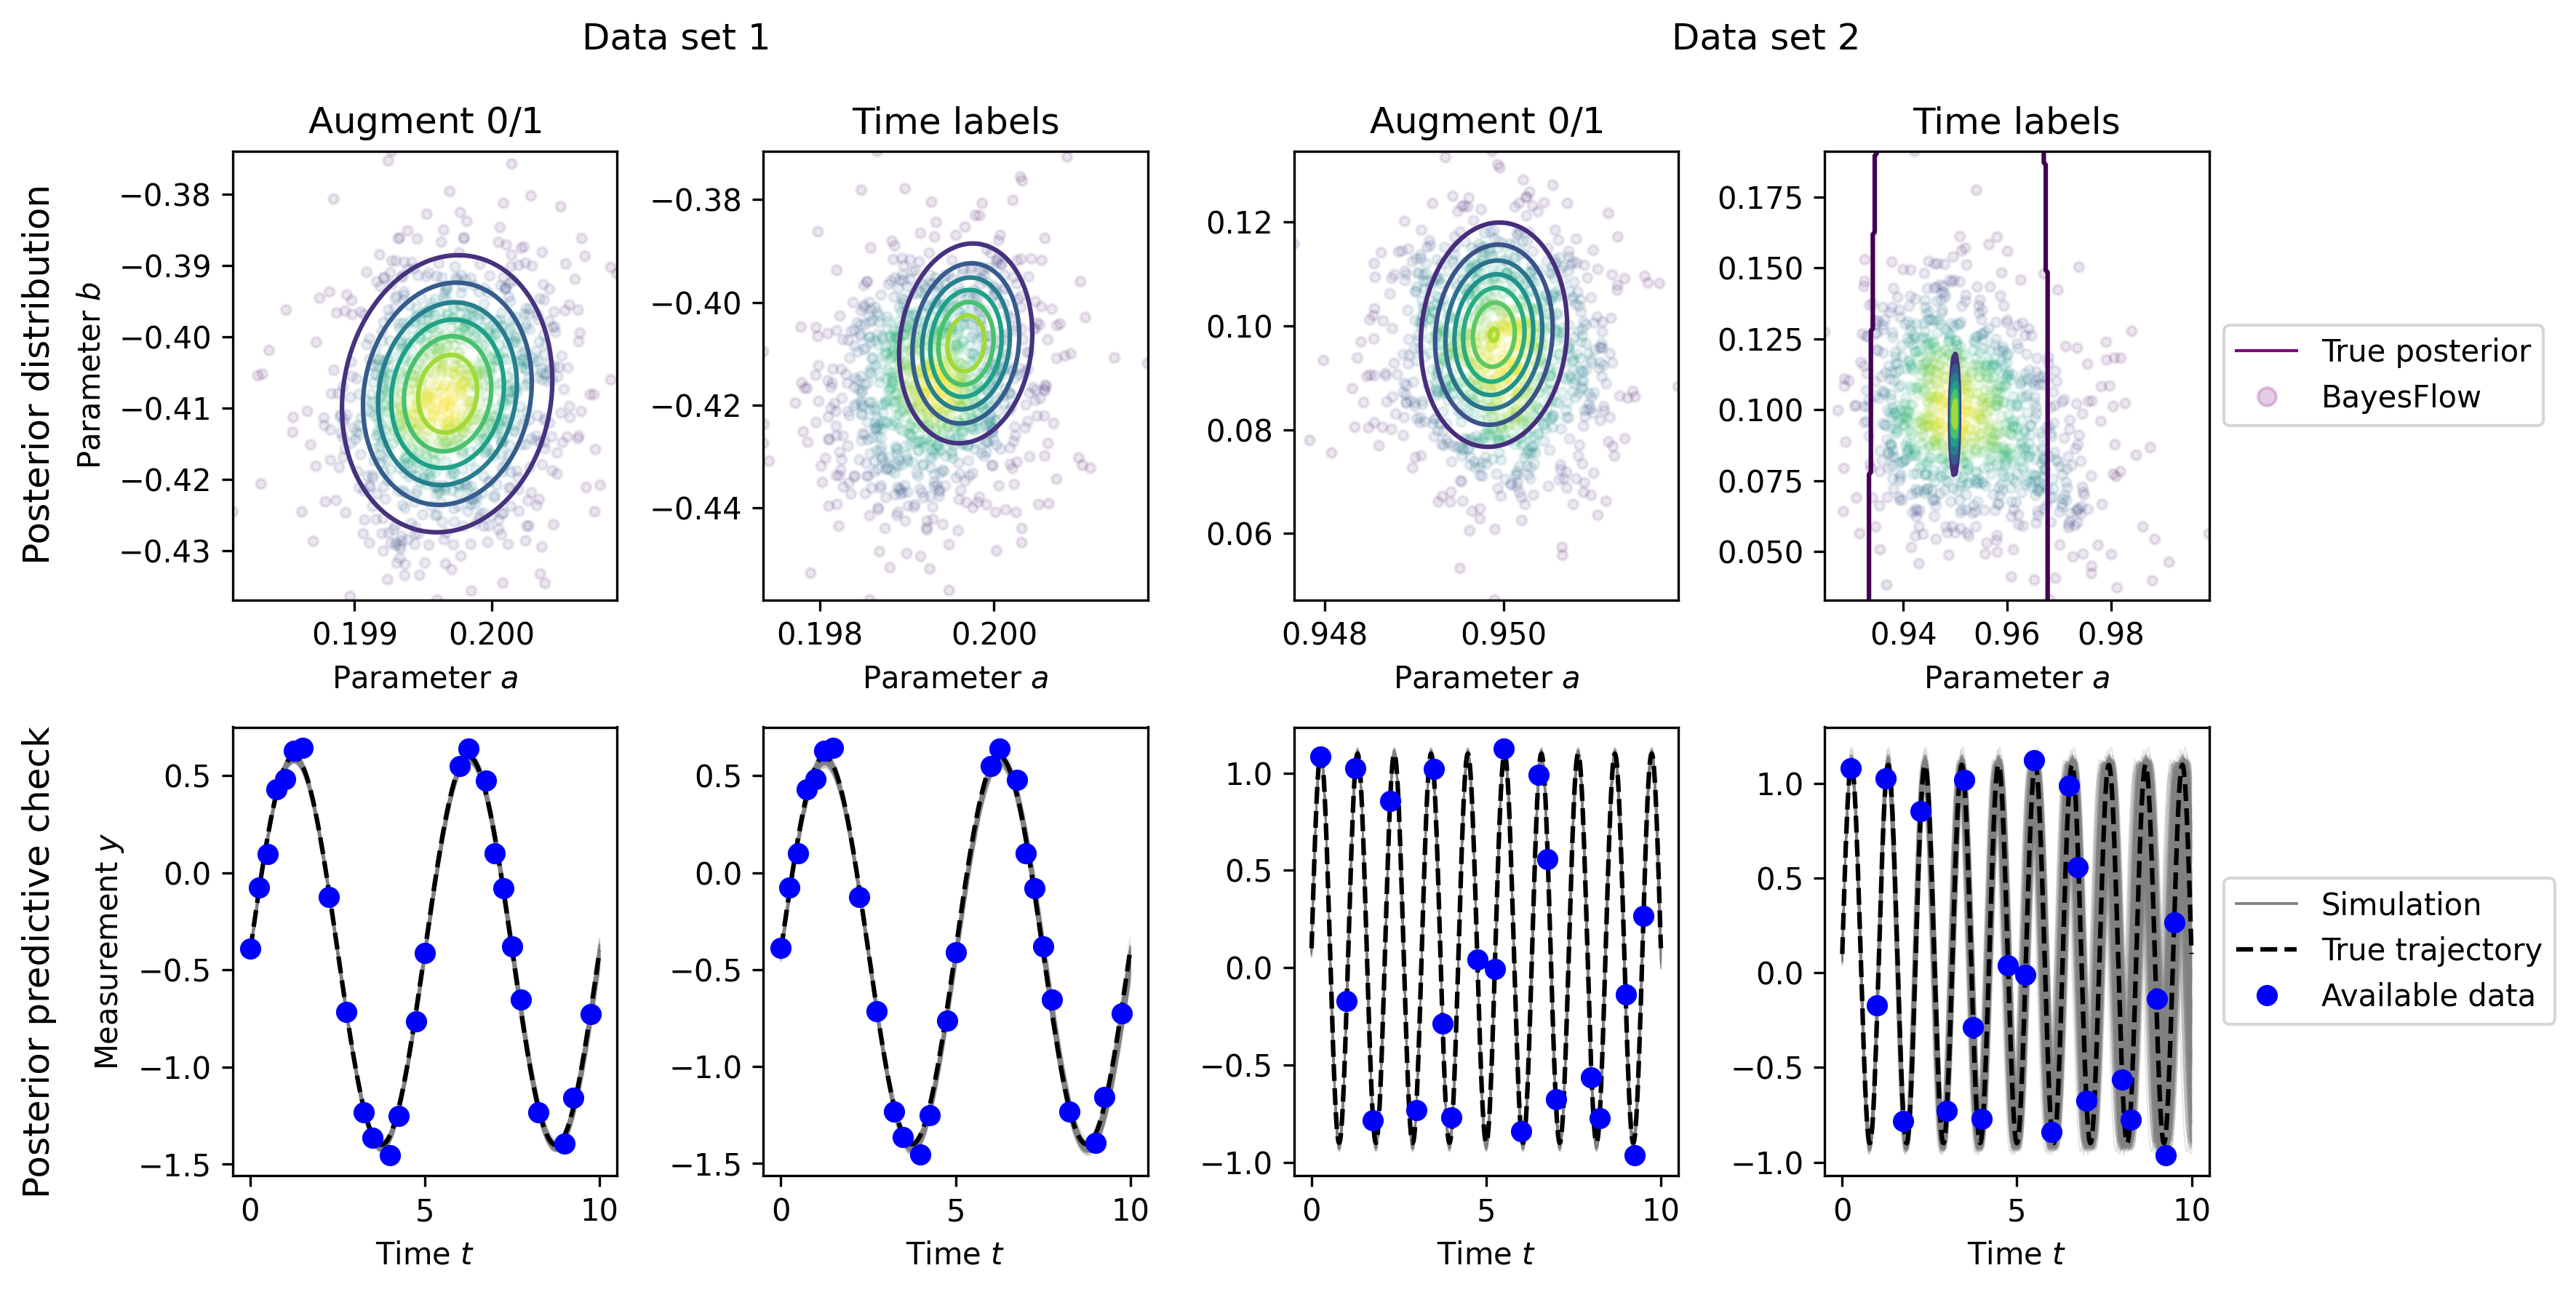 Data set 1
Data set 2
Augment 0/1
Time labels
Augment 0/1
Time labels
Posterior distribution
Parameter b
−0.38
−0.39
−0.40
−0.41
−0.42
−0.43
0.199
0.200
Parameter a
−0.38
−0.40
−0.42
−0.44
0.198
0.200
Parameter a
0.12
0.10
0.08
0.06
0.948
0.950
Parameter a
0.175
0.150
0.125
0.100
0.075
0.050
0.94
0.96
0.98
Parameter a
True posterior
BayesFlow
Posterior predictive check
Measurement y
0.5
0.0
−0.5
−1.0
−1.5
0
5
10
Time t
0.5
0.0
−0.5
−1.0
−1.5
0
5
10
Time t
1.0
0.5
0.0
−0.5
−1.0
0
5
10
Time t
1.0
0.5
0.0
−0.5
−1.0
0
5
10
Time t
Simulation
True trajectory
Available data